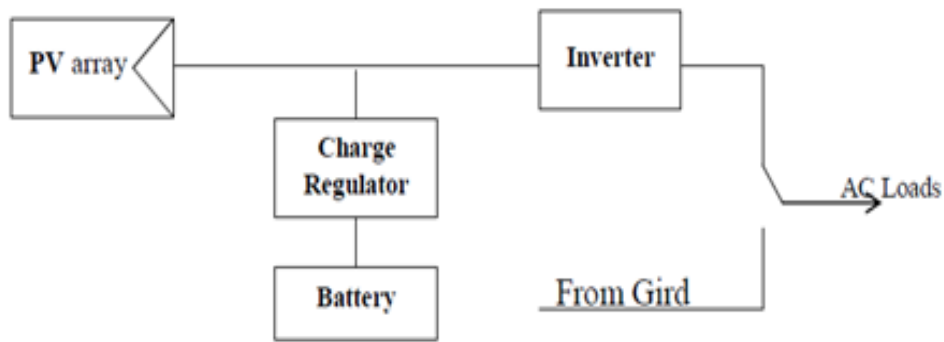 PV array
Inverter
Charge
Regulator
AC Loads
Battery
From Gird